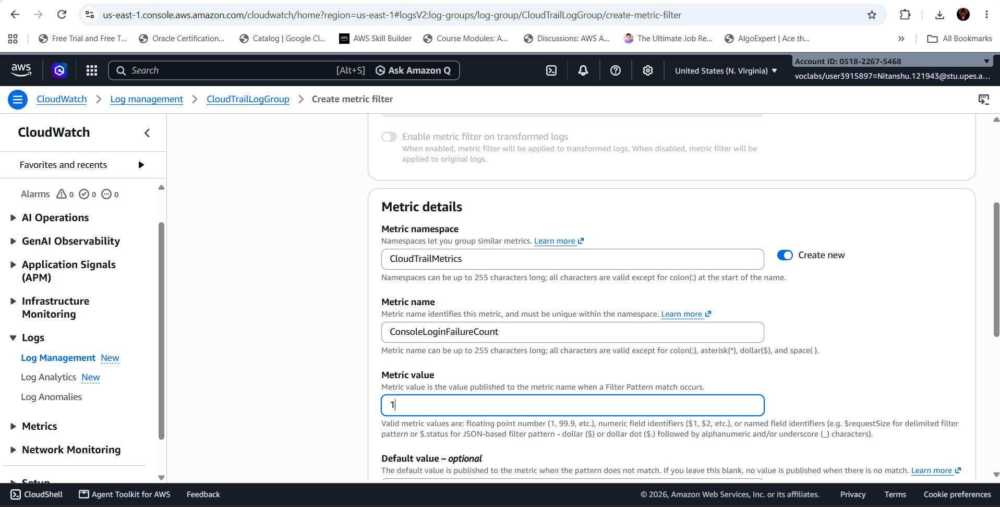 us-east-1.console.aws.amazon.com/cloudwatch/home?region=us-east-1#logsV2:log-groups/log-group/CloudTrailLogGroup/create-metric-filter
Free Trial and Free T...
Oracle Certification...
Catalog | Google Cl...
aws
AWS Skill Builder
Course Modules: A...
Discussions: AWS A...
The Ultimate Job Re...
AlgoExpert | Ace th...
»
All Bookmarks
aws
Search
[Alt+S]
Ask Amazon Q
United States (N. Virginia)
Account ID: 0518-2267-5468
voclabs/user3915897=Nitanshu.121943@stu.upes.a...
CloudWatch
Log management
CloudTrailLogGroup
Create metric filter
CloudWatch
Favorites and recents
Alarms 0 0 0
AI Operations
GenAI Observability
Application Signals
(APM)
Infrastructure
Monitoring
Logs
Log Management New
Log Analytics New
Log Anomalies
Metrics
Network Monitoring
Setup
Enable metric filter on transformed logs
When enabled, metric filter will be applied to transformed logs. When disabled, metric filter will be
applied to original logs.
Metric details
Metric namespace
Namespaces let you group similar metrics. Learn more
CloudTrailMetrics
Create new
Namespaces can be up to 255 characters long; all characters are valid except for colon(:) at the start of the name.
Metric name
Metric name identifies this metric, and must be unique within the namespace. Learn more
ConsoleLoginFailureCount
Metric name can be up to 255 characters long; all characters are valid except for colon(:), asterisk(*), dollar($), and space( ).
Metric value
Metric value is the value published to the metric name when a Filter Pattern match occurs.
1
Valid metric values are: floating point number (1, 99.9, etc.), numeric field identifiers ($1, $2, etc.), or named field identifiers (e.g. $requestSize for delimited filter
pattern or $.status for JSON-based filter pattern - dollar ($) or dollar dot ($.) followed by alphanumeric and/or underscore (_) characters).
Default value – optional
The default value is published to the metric when the pattern does not match. If you leave this blank, no value is published when there is no match. Learn more
CloudShell
Agent Toolkit for AWS
Feedback
© 2026, Amazon Web Services, Inc. or its affiliates.
Privacy
Terms
Cookie preferences